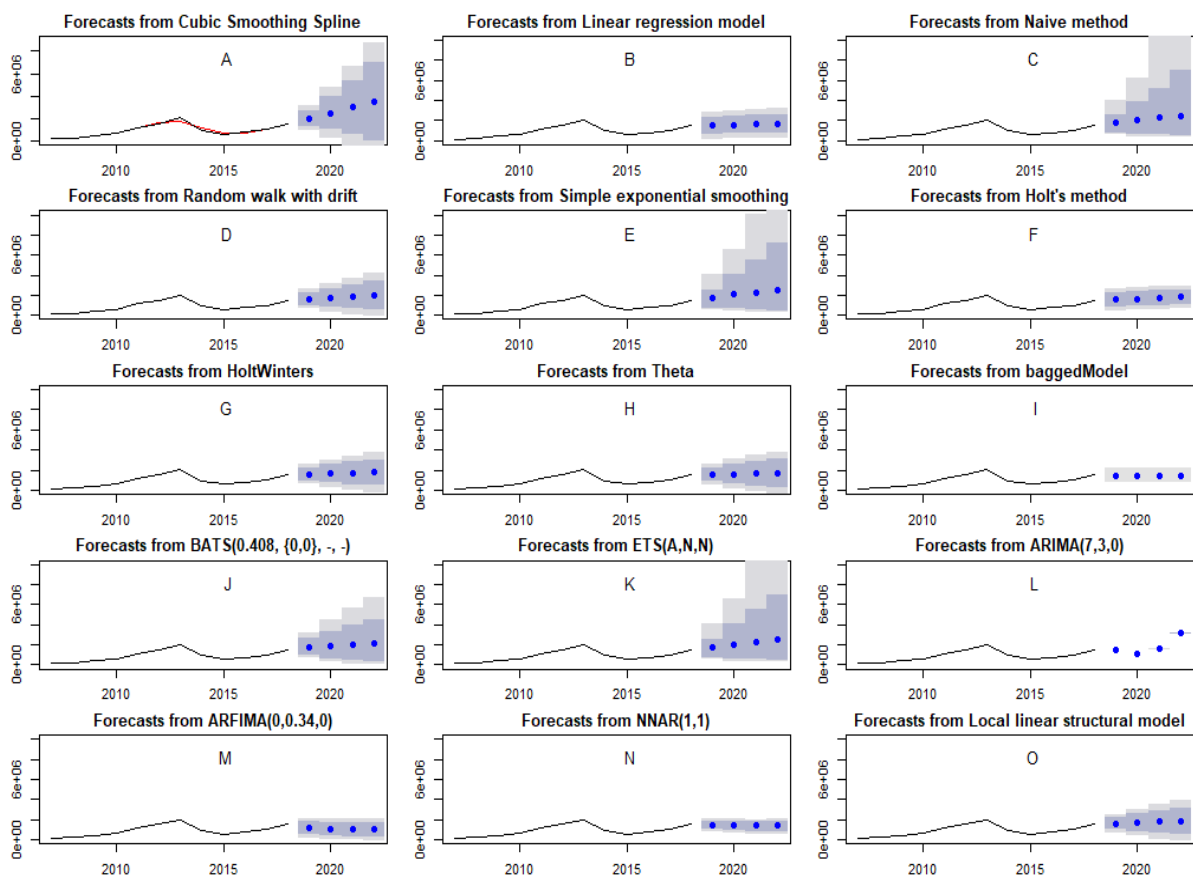 Forecasts from Cubic Smoothing Spline
A
6e+06
0e+00
2010 2015 2020
Forecasts from Linear regression model
B
6e+06
0e+00
2010 2015 2020
Forecasts from Naive method
C
6e+06
0e+00
2010 2015 2020
Forecasts from Random walk with drift
D
6e+06
0e+00
2010 2015 2020
Forecasts from Simple exponential smoothing
E
6e+06
0e+00
2010 2015 2020
Forecasts from Holt's method
F
6e+06
0e+00
2010 2015 2020
Forecasts from HoltWinters
G
6e+06
0e+00
2010 2015 2020
Forecasts from Theta
H
6e+06
0e+00
2010 2015 2020
Forecasts from baggedModel
I
6e+06
0e+00
2010 2015 2020
Forecasts from BATS(0.408, {0,0}, -, -)
J
6e+06
0e+00
2010 2015 2020
Forecasts from ETS(A,N,N)
K
6e+06
0e+00
2010 2015 2020
Forecasts from ARIMA(7,3,0)
L
6e+06
0e+00
2010 2015 2020
Forecasts from ARFIMA(0,0.34,0)
M
6e+06
0e+00
2010 2015 2020
Forecasts from NNAR(1,1)
N
6e+06
0e+00
2010 2015 2020
Forecasts from Local linear structural model
O
6e+06
0e+00
2010 2015 2020